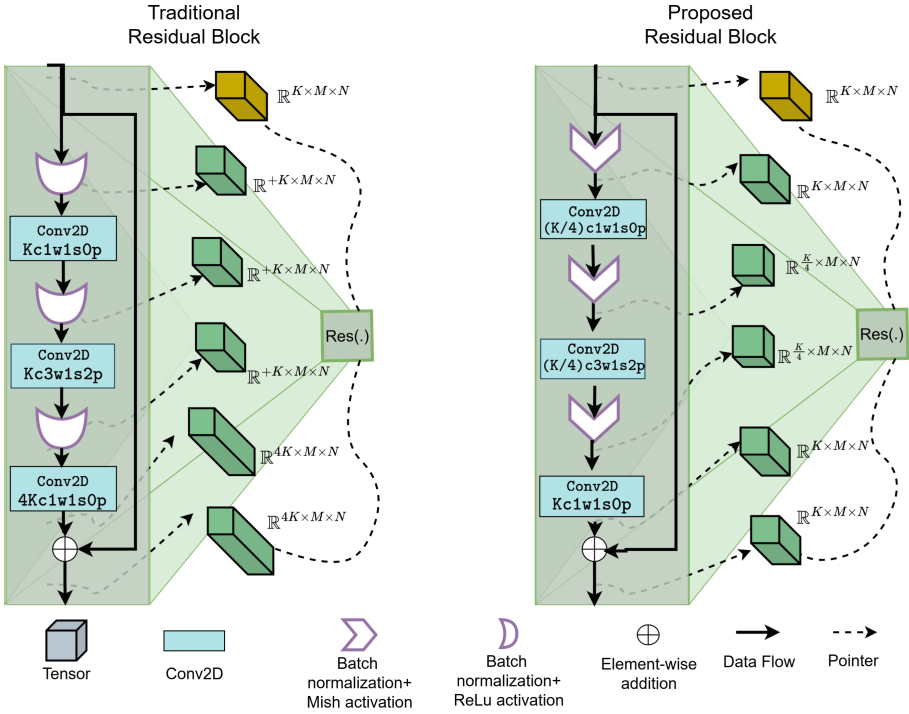 Traditional
Residual Block
Proposed
Residual Block
ℝ^{K×M×N}
ℝ^{+K×M×N}
Conv2D
Kc1w1s0p
ℝ^{+K×M×N}
Conv2D
Kc3w1s2p
ℝ^{+K×M×N}
Res(.)
ℝ^{4K×M×N}
Conv2D
4Kc1w1s0p
ℝ^{4K×M×N}
ℝ^{K×M×N}
ℝ^{K×M×N}
Conv2D
(K/4)c1w1s0p
ℝ^{K/4×M×N}
Conv2D
(K/4)c3w1s2p
ℝ^{K/4×M×N}
Res(.)
ℝ^{K×M×N}
Conv2D
Kc1w1s0p
ℝ^{K×M×N}
Tensor
Conv2D
Batch
normalization+
Mish activation
Batch
normalization+
ReLu activation
Element-wise
addition
Data Flow
Pointer